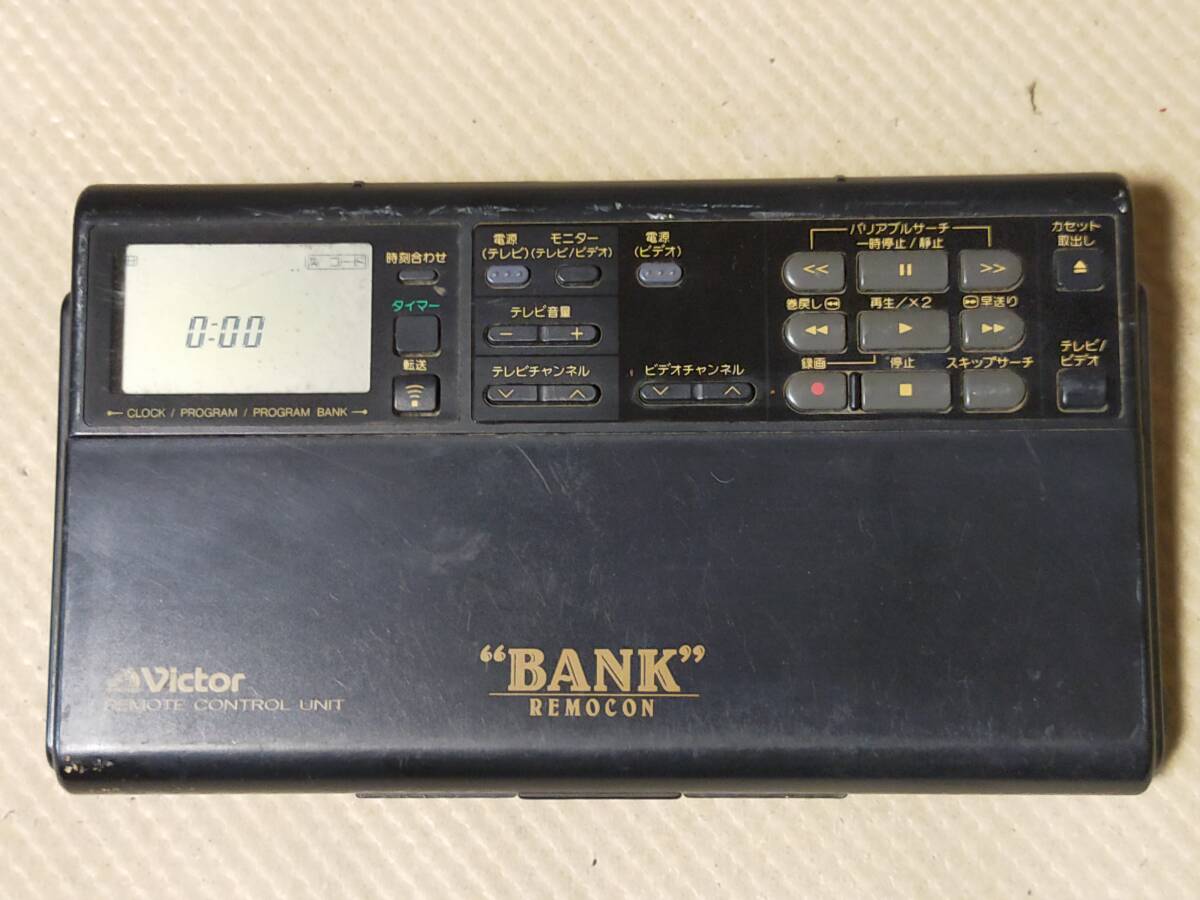 コード
0:00
CLOCK / PROGRAM / PROGRAM BANK
時刻合わせ
タイマー
転送
電源
(テレビ)
モニター
(テレビ/ビデオ)
テレビ音量
− +
テレビチャンネル
電源
(ビデオ)
ビデオチャンネル
バリアブルサーチ
一時停止/静止
<< >>
巻戻し
再生/×2
早送り
録画
停止
スキップサーチ
カセット
取出し
テレビ/
ビデオ
Victor
REMOTE CONTROL UNIT
“BANK”
REMOCON